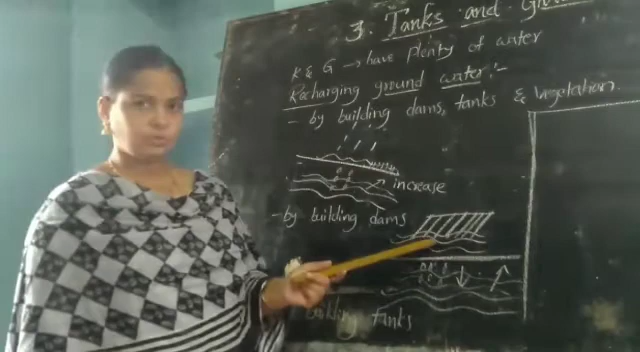 3. Tanks and
K & G → have plenty of water
Recharging ground water:-
- by building dams, tanks & vegetation.
increase
- by building dams
building tanks